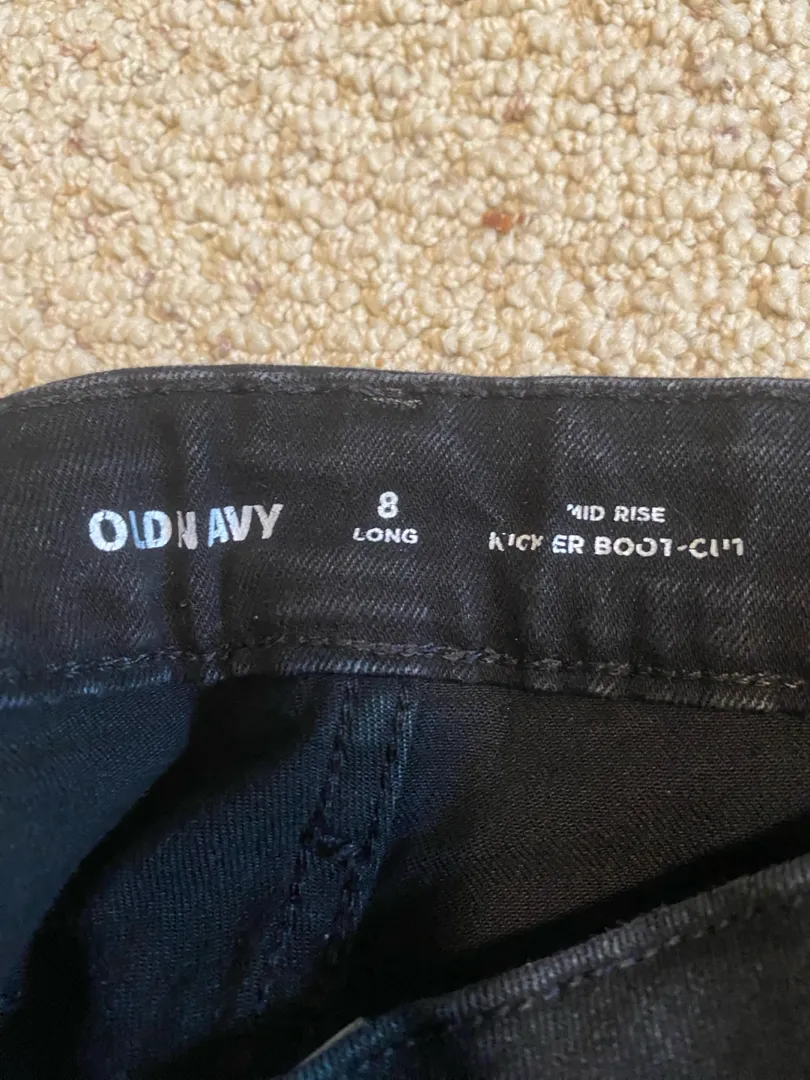 OLD NAVY
8
LONG
MID RISE
KICKER BOOT-CUT